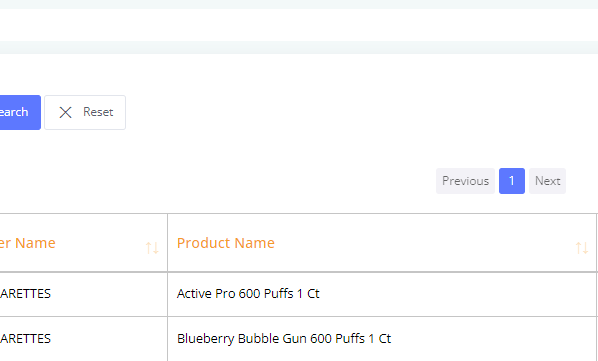 earch
Reset
Previous 1 Next
er Name
Product Name
ARETTES
Active Pro 600 Puffs 1 Ct
ARETTES
Blueberry Bubble Gun 600 Puffs 1 Ct